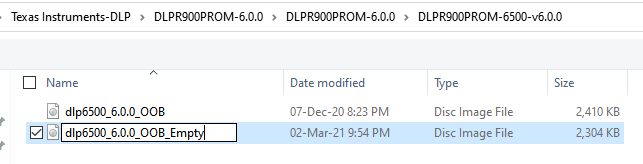 Texas Instruments-DLP > DLPR900PROM-6.0.0 > DLPR900PROM-6.0.0 > DLPR900PROM-6500-v6.0.0
Name Date modified Type Size
dlp6500_6.0.0_OOB 07-Dec-20 8:23 PM Disc Image File 2,410 KB
dlp6500_6.0.0_OOB_Empty 02-Mar-21 9:54 PM Disc Image File 2,304 KB